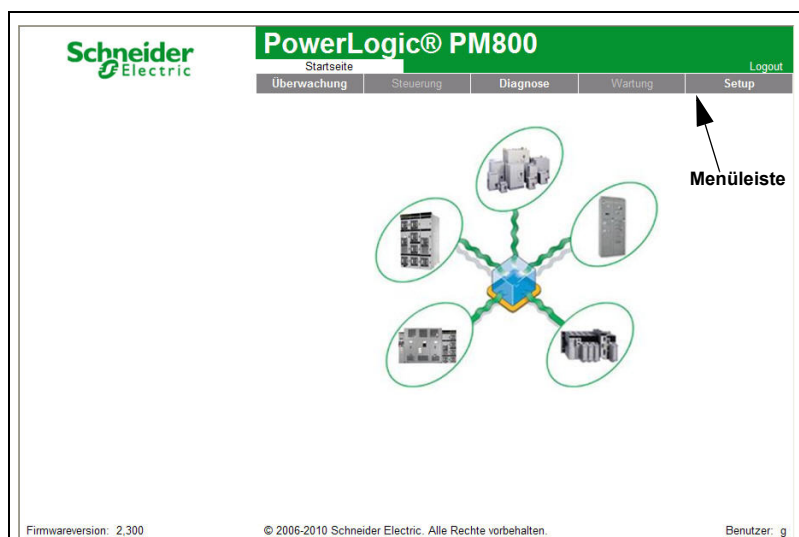 Schneider
Electric
PowerLogic® PM800
Startseite
Logout
Überwachung
Steuerung
Diagnose
Wartung
Setup
Menüleiste
Firmwareversion: 2,300
© 2006-2010 Schneider Electric. Alle Rechte vorbehalten.
Benutzer: g